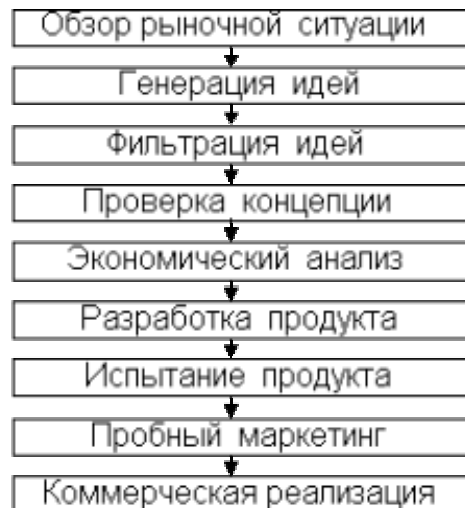 Обзор рыночной ситуации
Генерация идей
Фильтрация идей
Проверка концепции
Экономический анализ
Разработка продукта
Испытание продукта
Пробный маркетинг
Коммерческая реализация